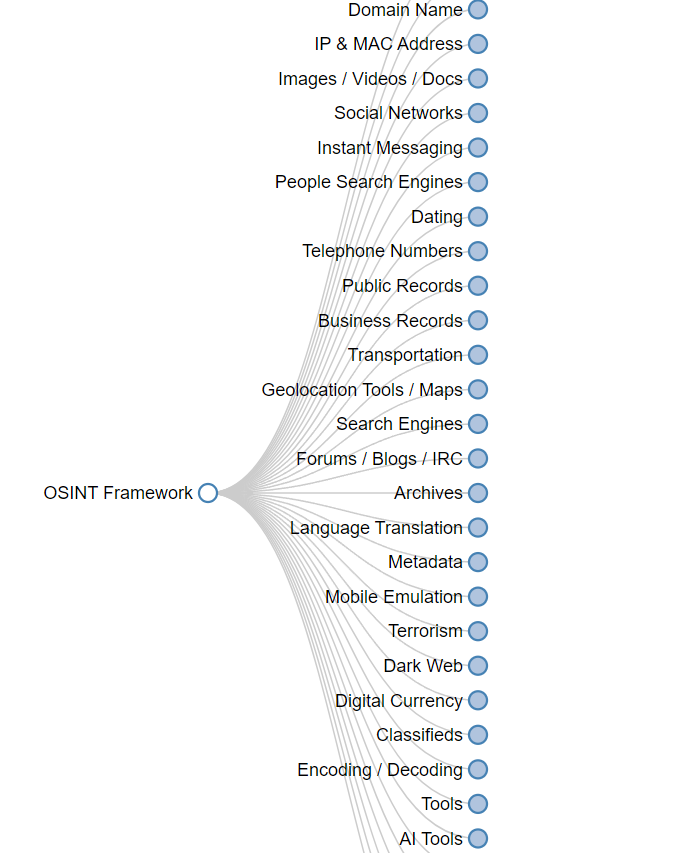 Domain Name
IP & MAC Address
Images / Videos / Docs
Social Networks
Instant Messaging
People Search Engines
Dating
Telephone Numbers
Public Records
Business Records
Transportation
Geolocation Tools / Maps
Search Engines
Forums / Blogs / IRC
OSINT Framework
Archives
Language Translation
Metadata
Mobile Emulation
Terrorism
Dark Web
Digital Currency
Classifieds
Encoding / Decoding
Tools
AI Tools